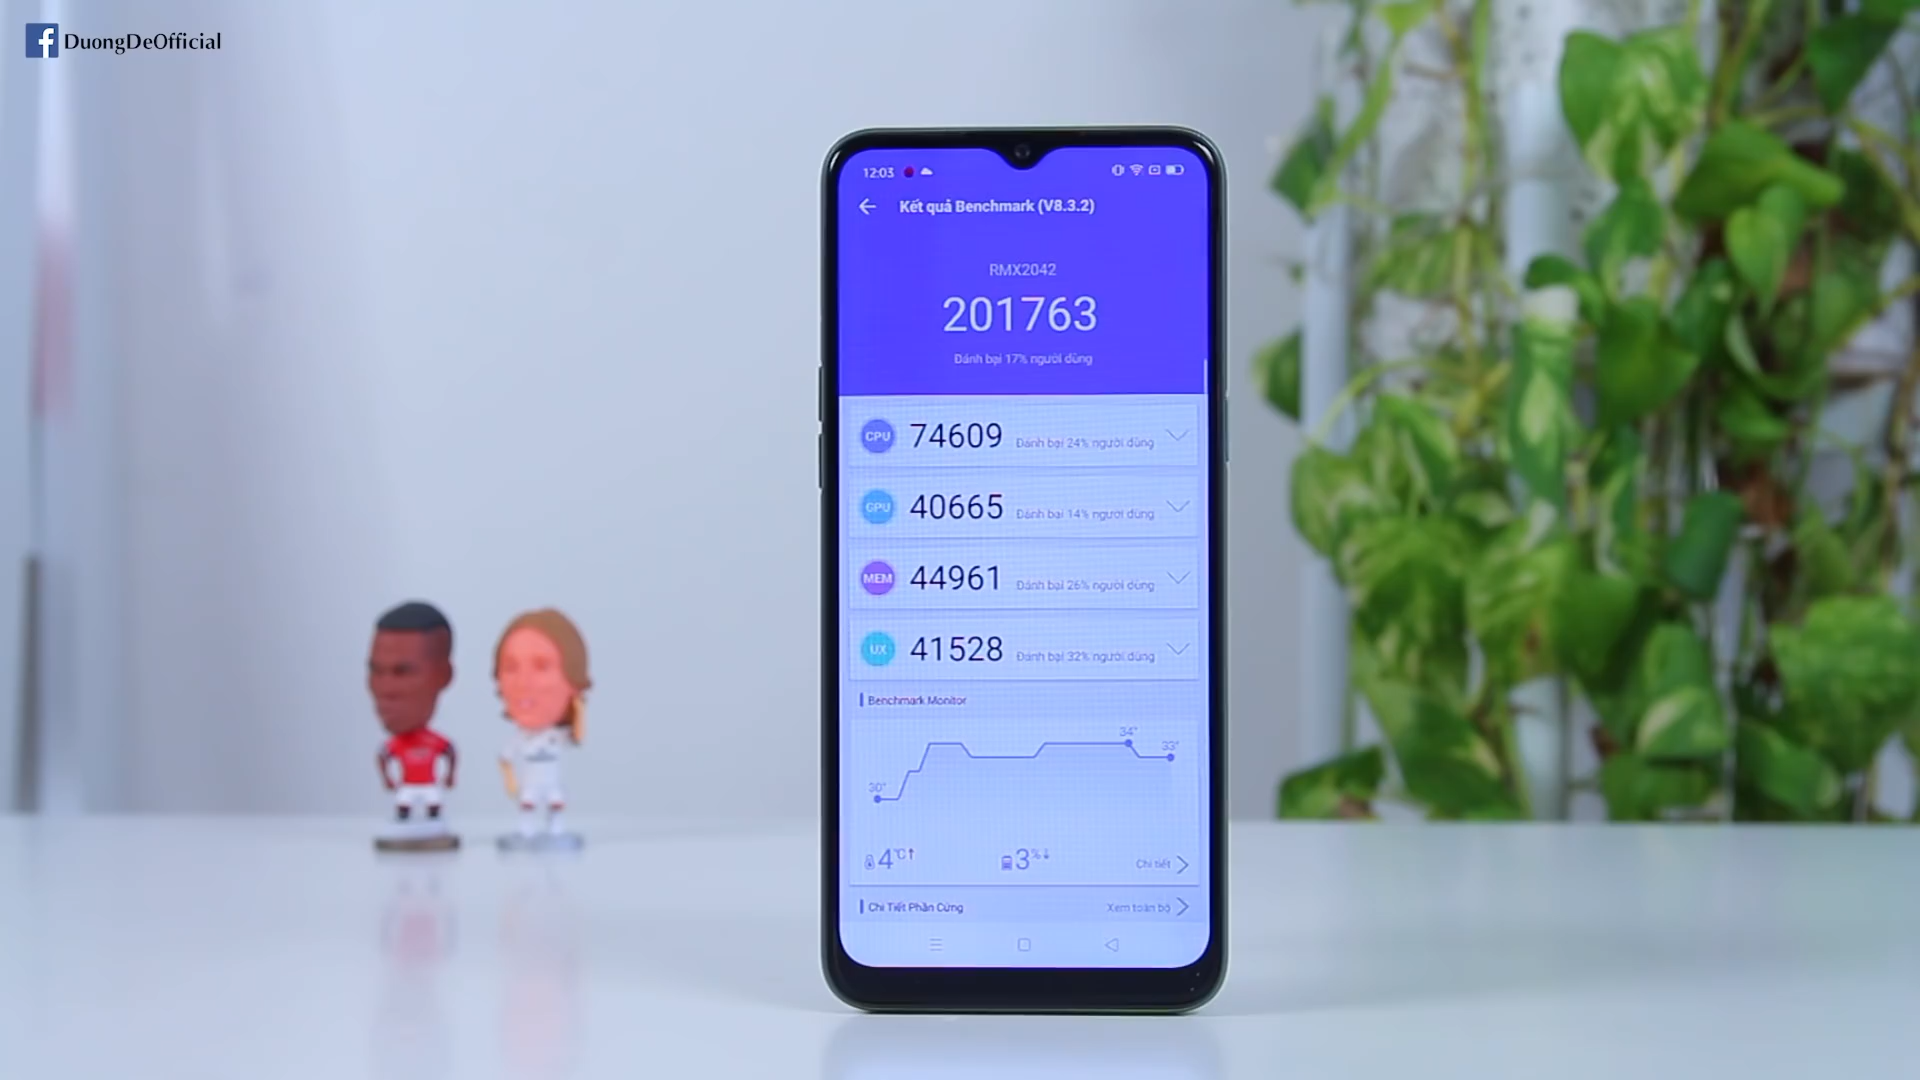 DuongDeOfficial
12:03
Kết quả Benchmark (V8.3.2)
RMX2042
201763
Đánh bại 17% người dùng
CPU 74609 Đánh bại 24% người dùng
GPU 40665 Đánh bại 14% người dùng
MEM 44961 Đánh bại 26% người dùng
UX 41528 Đánh bại 32% người dùng
Benchmark Monitor
34°
33°
30°
4°C↑ 3%↓ Chi tiết
Chi Tiết Phần Cứng Xem toàn bộ